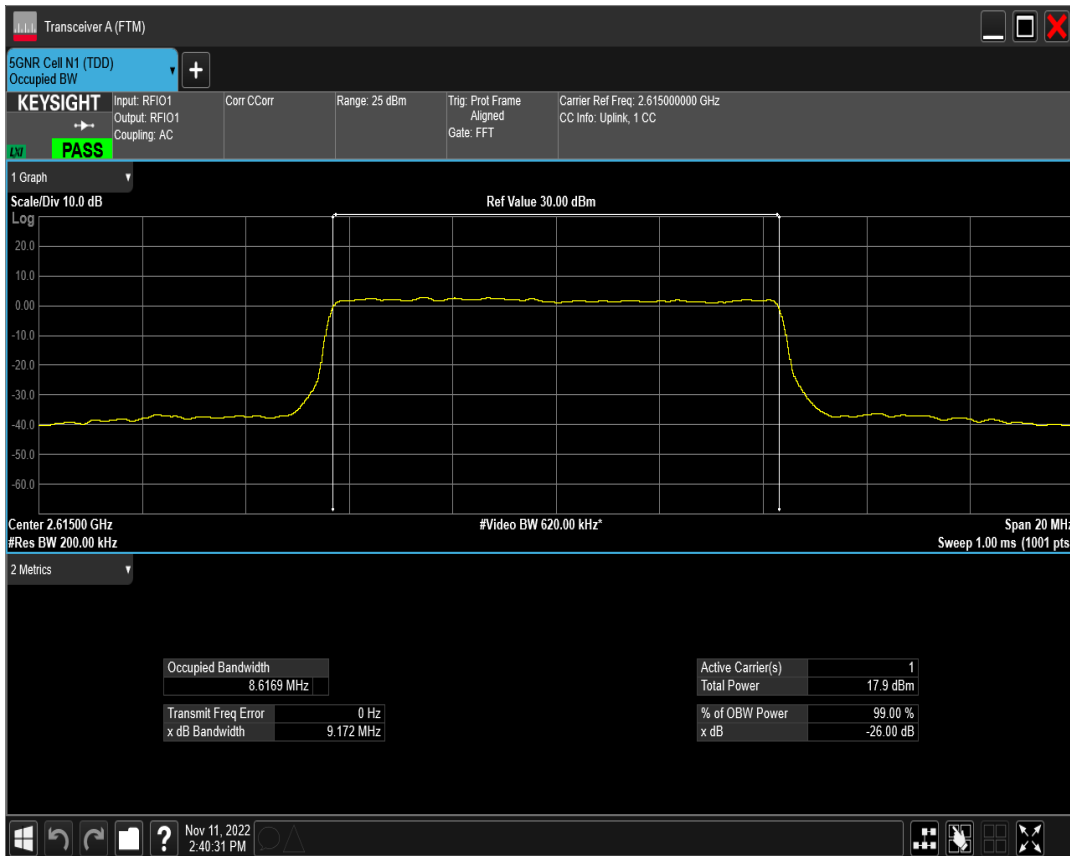 Transceiver A (FTM)
5GNR Cell N1 (TDD)
Occupied BW
+
KEYSIGHT
LXI
PASS
Input: RFIO1
Output: RFIO1
Coupling: AC
Corr CCorr
Range: 25 dBm
Trig: Prot Frame
Aligned
Gate: FFT
Carrier Ref Freq: 2.615000000 GHz
CC Info: Uplink, 1 CC
1 Graph
Scale/Div 10.0 dB
Ref Value 30.00 dBm
Log
20.0
10.0
0.00
-10.0
-20.0
-30.0
-40.0
-50.0
-60.0
Center 2.61500 GHz
#Video BW 620.00 kHz*
Span 20 MHz
#Res BW 200.00 kHz
Sweep 1.00 ms (1001 pts
2 Metrics
Occupied Bandwidth
8.6169 MHz
Transmit Freq Error 0 Hz
x dB Bandwidth 9.172 MHz
Active Carrier(s) 1
Total Power 17.9 dBm
% of OBW Power 99.00 %
x dB -26.00 dB
?
Nov 11, 2022
2:40:31 PM